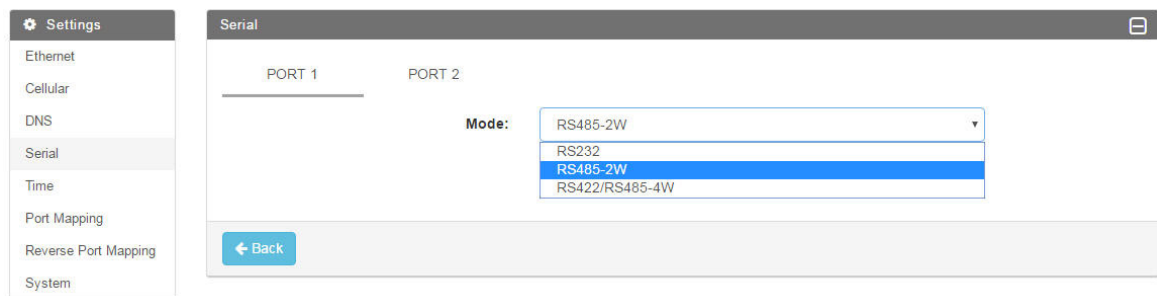 Settings
Ethernet
Cellular
DNS
Serial
Time
Port Mapping
Reverse Port Mapping
System
Serial
PORT 1 PORT 2
Mode: RS485-2W
RS232
RS485-2W
RS422/RS485-4W
Back